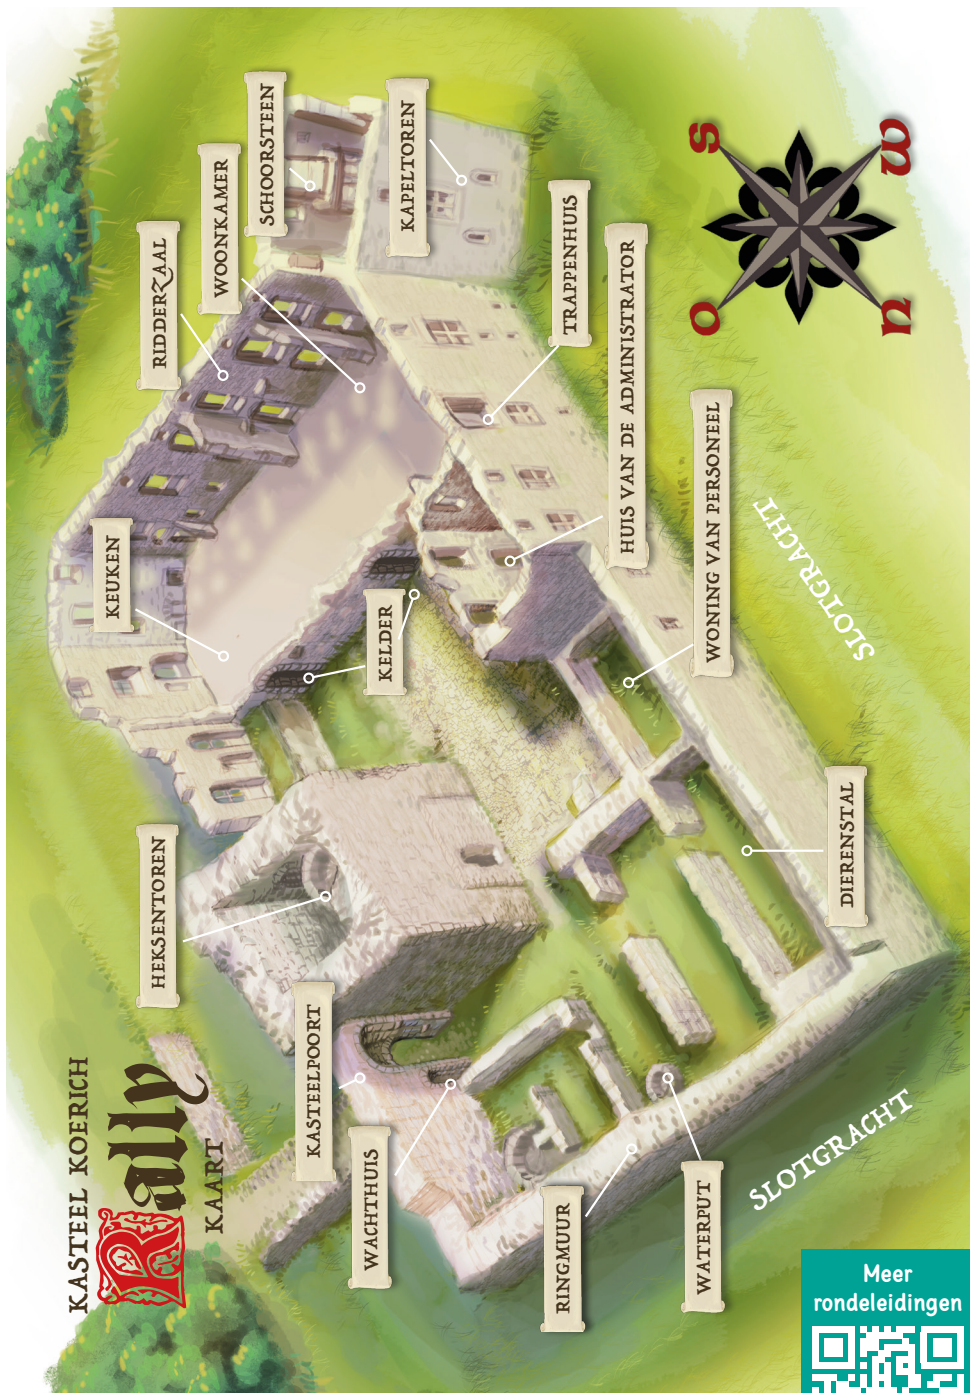 KASTEEL KOERICH
Rally
KAART
HEKSENTOREN
KEUKEN
RIDDERZAAL
WOONKAMER
SCHOORSTEEN
KAPELTOREN
KASTEELPOORT
WACHTHUIS
KELDER
TRAPPENHUIS
HUIS VAN DE ADMINISTRATOR
WONING VAN PERSONEEL
RINGMUUR
WATERPUT
DIERENSTAL
SLOTGRACHT
SLOTGRACHT
S
W
O
N
Meer
rondeleidingen